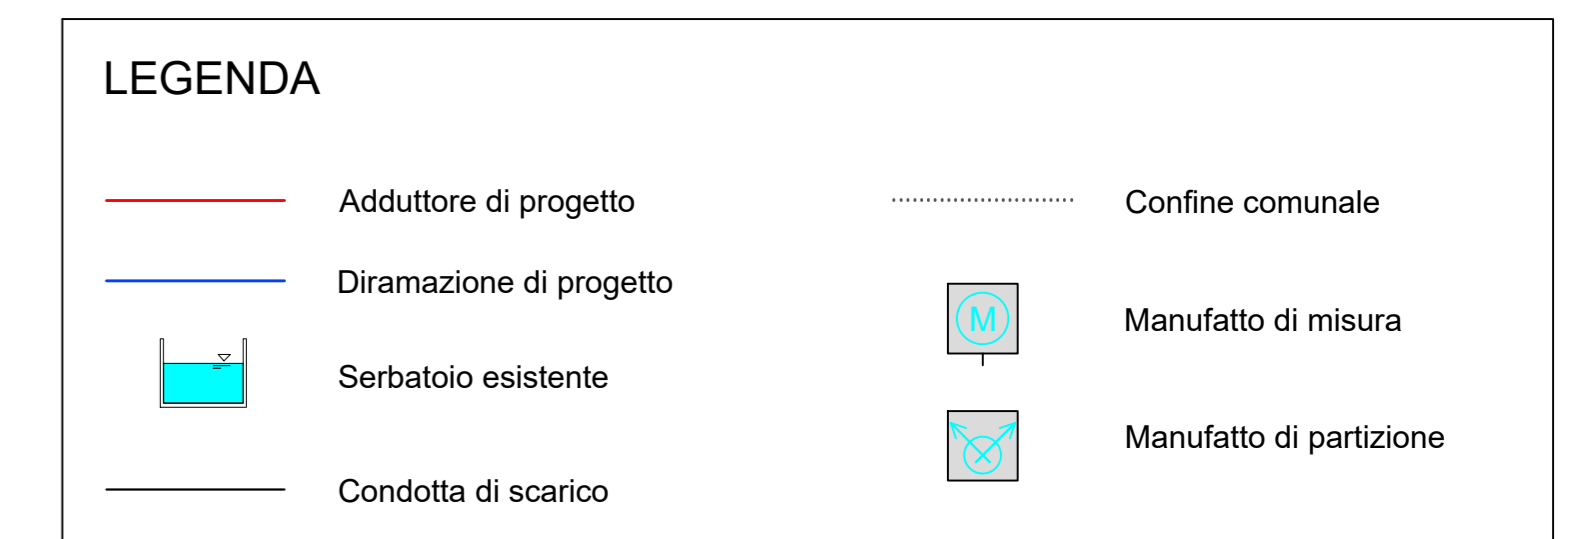 LEGENDA
Adduttore di progetto
Confine comunale
Diramazione di progetto
M
Manufatto di misura
Serbatoio esistente
Manufatto di partizione
Condotta di scarico